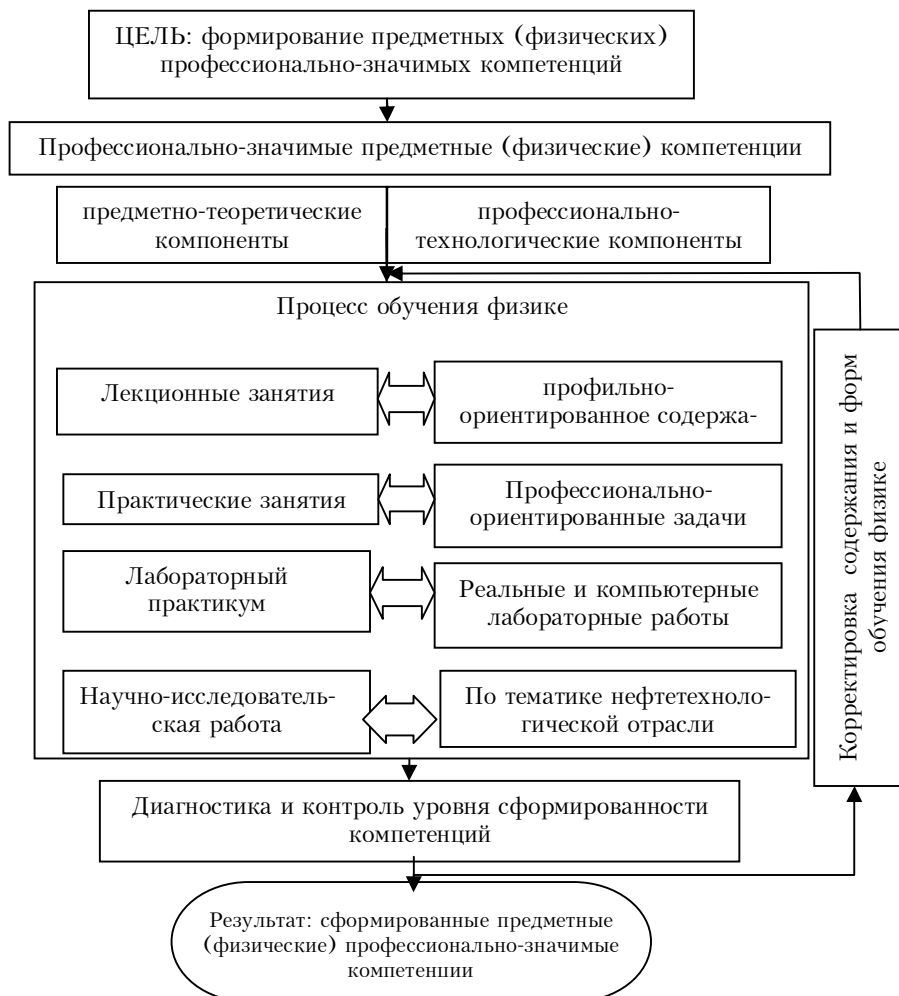 ЦЕЛЬ: формирование предметных (физических)
профессионально-значимых компетенций
Профессионально-значимые предметные (физические) компетенции
предметно-теоретические
компоненты
профессионально-
технологические компоненты
Процесс обучения физике
Лекционные занятия
профильно-
ориентированное содержа-
Практические занятия
Профессионально-
ориентированные задачи
Лабораторный
практикум
Реальные и компьютерные
лабораторные работы
Научно-исследователь-
ская работа
По тематике нефтетехноло-
гической отрасли
Корректировка содержания и форм
обучения физике
Диагностика и контроль уровня сформированности
компетенций
Результат: сформированные предметные
(физические) профессионально-значимые
компетенции